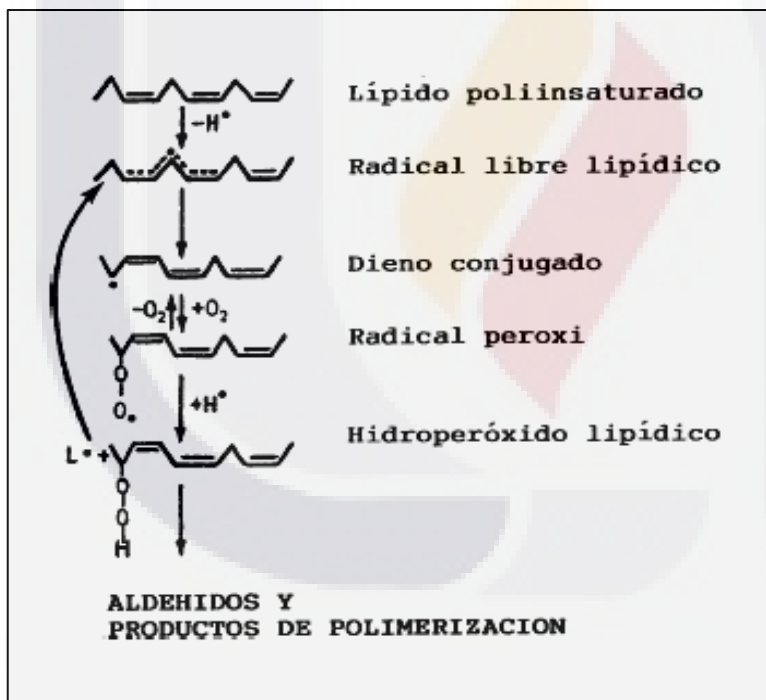 Lípido poliinsaturado
−H•
Radical libre lipídico
Dieno conjugado
−O₂ +O₂
Radical peroxi
O
O•
+H•
Hidroperóxido lipídico
L• +
O
O
H
ALDEHIDOS Y
PRODUCTOS DE POLIMERIZACION